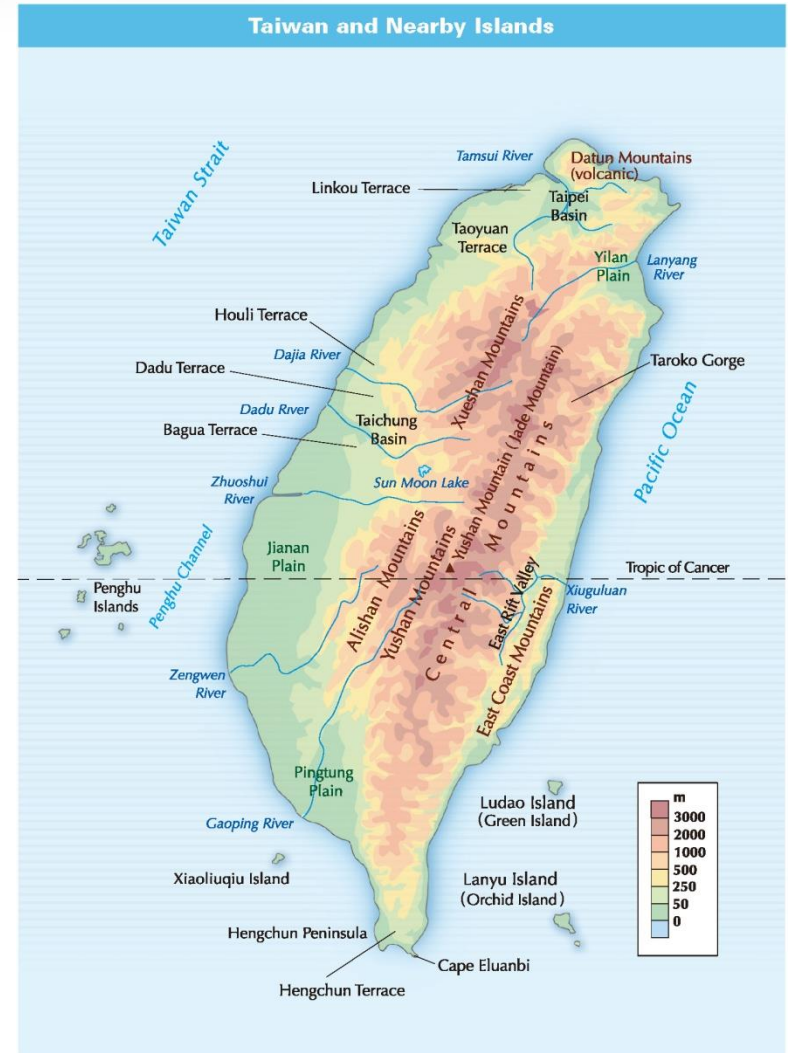 Taiwan and Nearby Islands
Taiwan Strait
Tamsui River
Datun Mountains
(volcanic)
Linkou Terrace
Taipei
Basin
Taoyuan
Terrace
Yilan
Plain
Lanyang
River
Houli Terrace
Xueshan Mountains
Dajia River
Taroko Gorge
Dadu Terrace
Dadu River
Pacific Ocean
Bagua Terrace
Taichung
Basin
Yushan Mountain (Jade Mountain)
Central Mountains
Zhuoshui
River
Sun Moon Lake
Penghu Channel
Jianan
Plain
Alishan Mountains
Yushan Mountains
East Rift Valley
Tropic of Cancer
Penghu
Islands
Xiuguluan
River
East Coast Mountains
Zengwen
River
Pingtung
Plain
Gaoping River
Ludao Island
(Green Island)
Xiaoliuqiu Island
Lanyu Island
(Orchid Island)
Hengchun Peninsula
Cape Eluanbi
Hengchun Terrace
m
3000
2000
1000
500
250
50
0